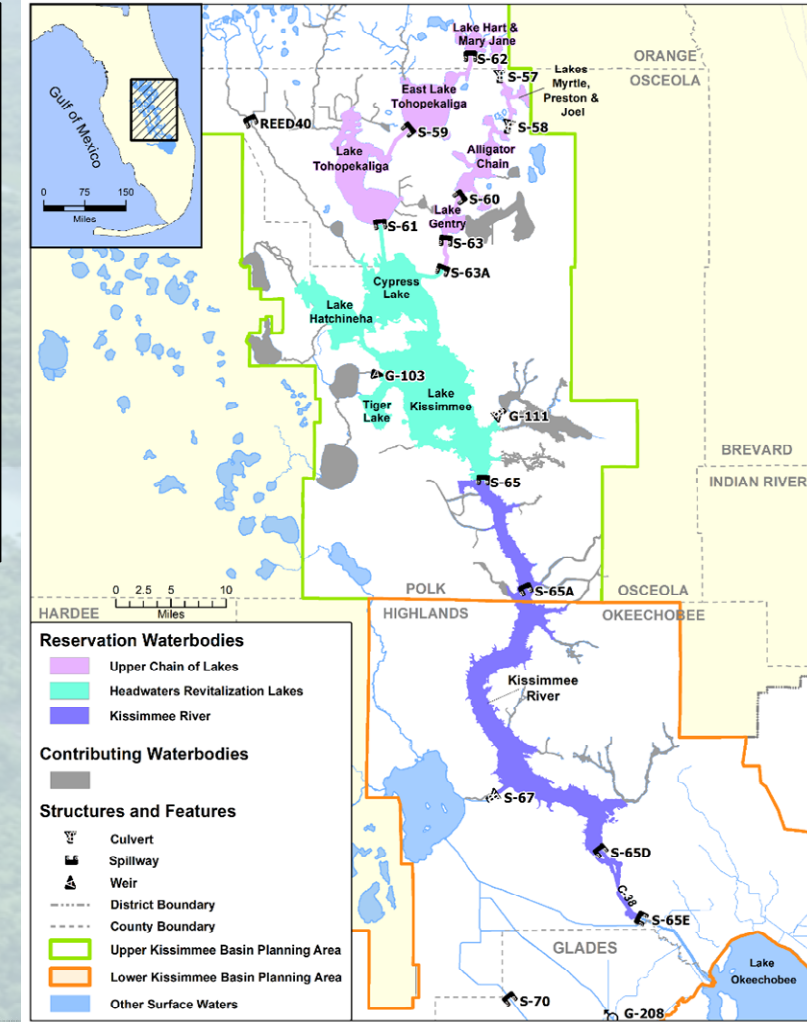 Gulf of Mexico
0 75 150
Miles
Lake Hart &
Mary Jane
S-62
ORANGE
OSCEOLA
S-57
Lakes
Myrtle,
Preston &
Joel
East Lake
Tohopekaliga
REED40
S-59
S-58
Lake
Tohopekaliga
Alligator
Chain
S-60
Lake
Gentry
S-61
S-63
S-63A
Cypress
Lake
Lake
Hatchineha
G-103
Lake
Kissimmee
Tiger
Lake
G-111
BREVARD
INDIAN RIVER
S-65
0 2.5 5 10
Miles
POLK
S-65A
OSCEOLA
HARDEE
HIGHLANDS
OKEECHOBEE
Kissimmee
River
S-67
S-65D
C-38
S-65E
GLADES
Lake
Okeechobee
S-70
G-208
Reservation Waterbodies
Upper Chain of Lakes
Headwaters Revitalization Lakes
Kissimmee River
Contributing Waterbodies
Structures and Features
Culvert
Spillway
Weir
District Boundary
County Boundary
Upper Kissimmee Basin Planning Area
Lower Kissimmee Basin Planning Area
Other Surface Waters